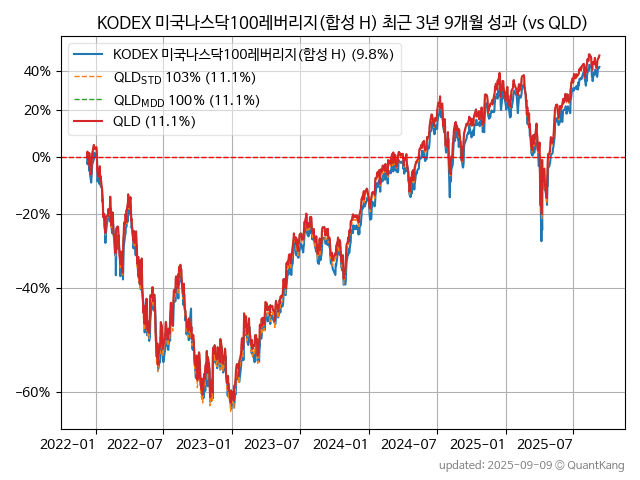 KODEX 미국나스닥100레버리지(합성 H) 최근 3년 9개월 성과 (vs QLD)
KODEX 미국나스닥100레버리지(합성 H) (9.8%)
QLD_STD 103% (11.1%)
QLD_MDD 100% (11.1%)
QLD (11.1%)
40%
20%
0%
−20%
−40%
−60%
2022-01 2022-07 2023-01 2023-07 2024-01 2024-07 2025-01 2025-07
updated: 2025-09-09 © QuantKang